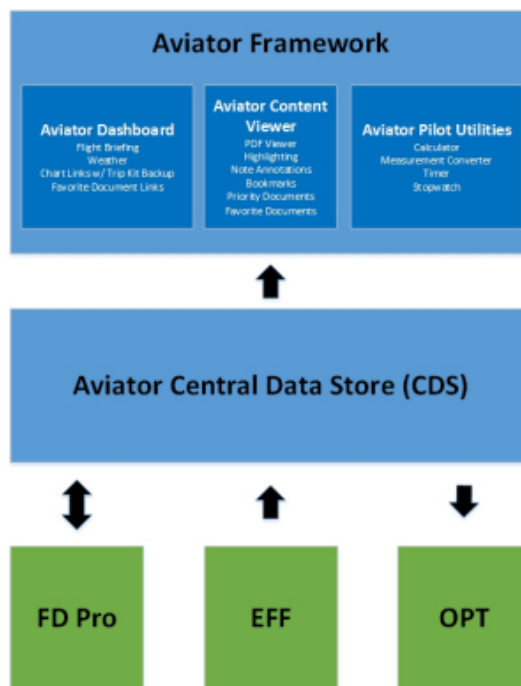 Aviator Framework
Aviator Dashboard
Flight Briefing
Weather
Chart Links w/ Trip Kit Backup
Favorite Document Links
Aviator Content
Viewer
PDF Viewer
Highlighting
Note Annotations
Bookmarks
Priority Documents
Favorite Documents
Aviator Pilot Utilities
Calculator
Measurement Converter
Timer
Stopwatch
Aviator Central Data Store (CDS)
FD Pro
EFF
OPT